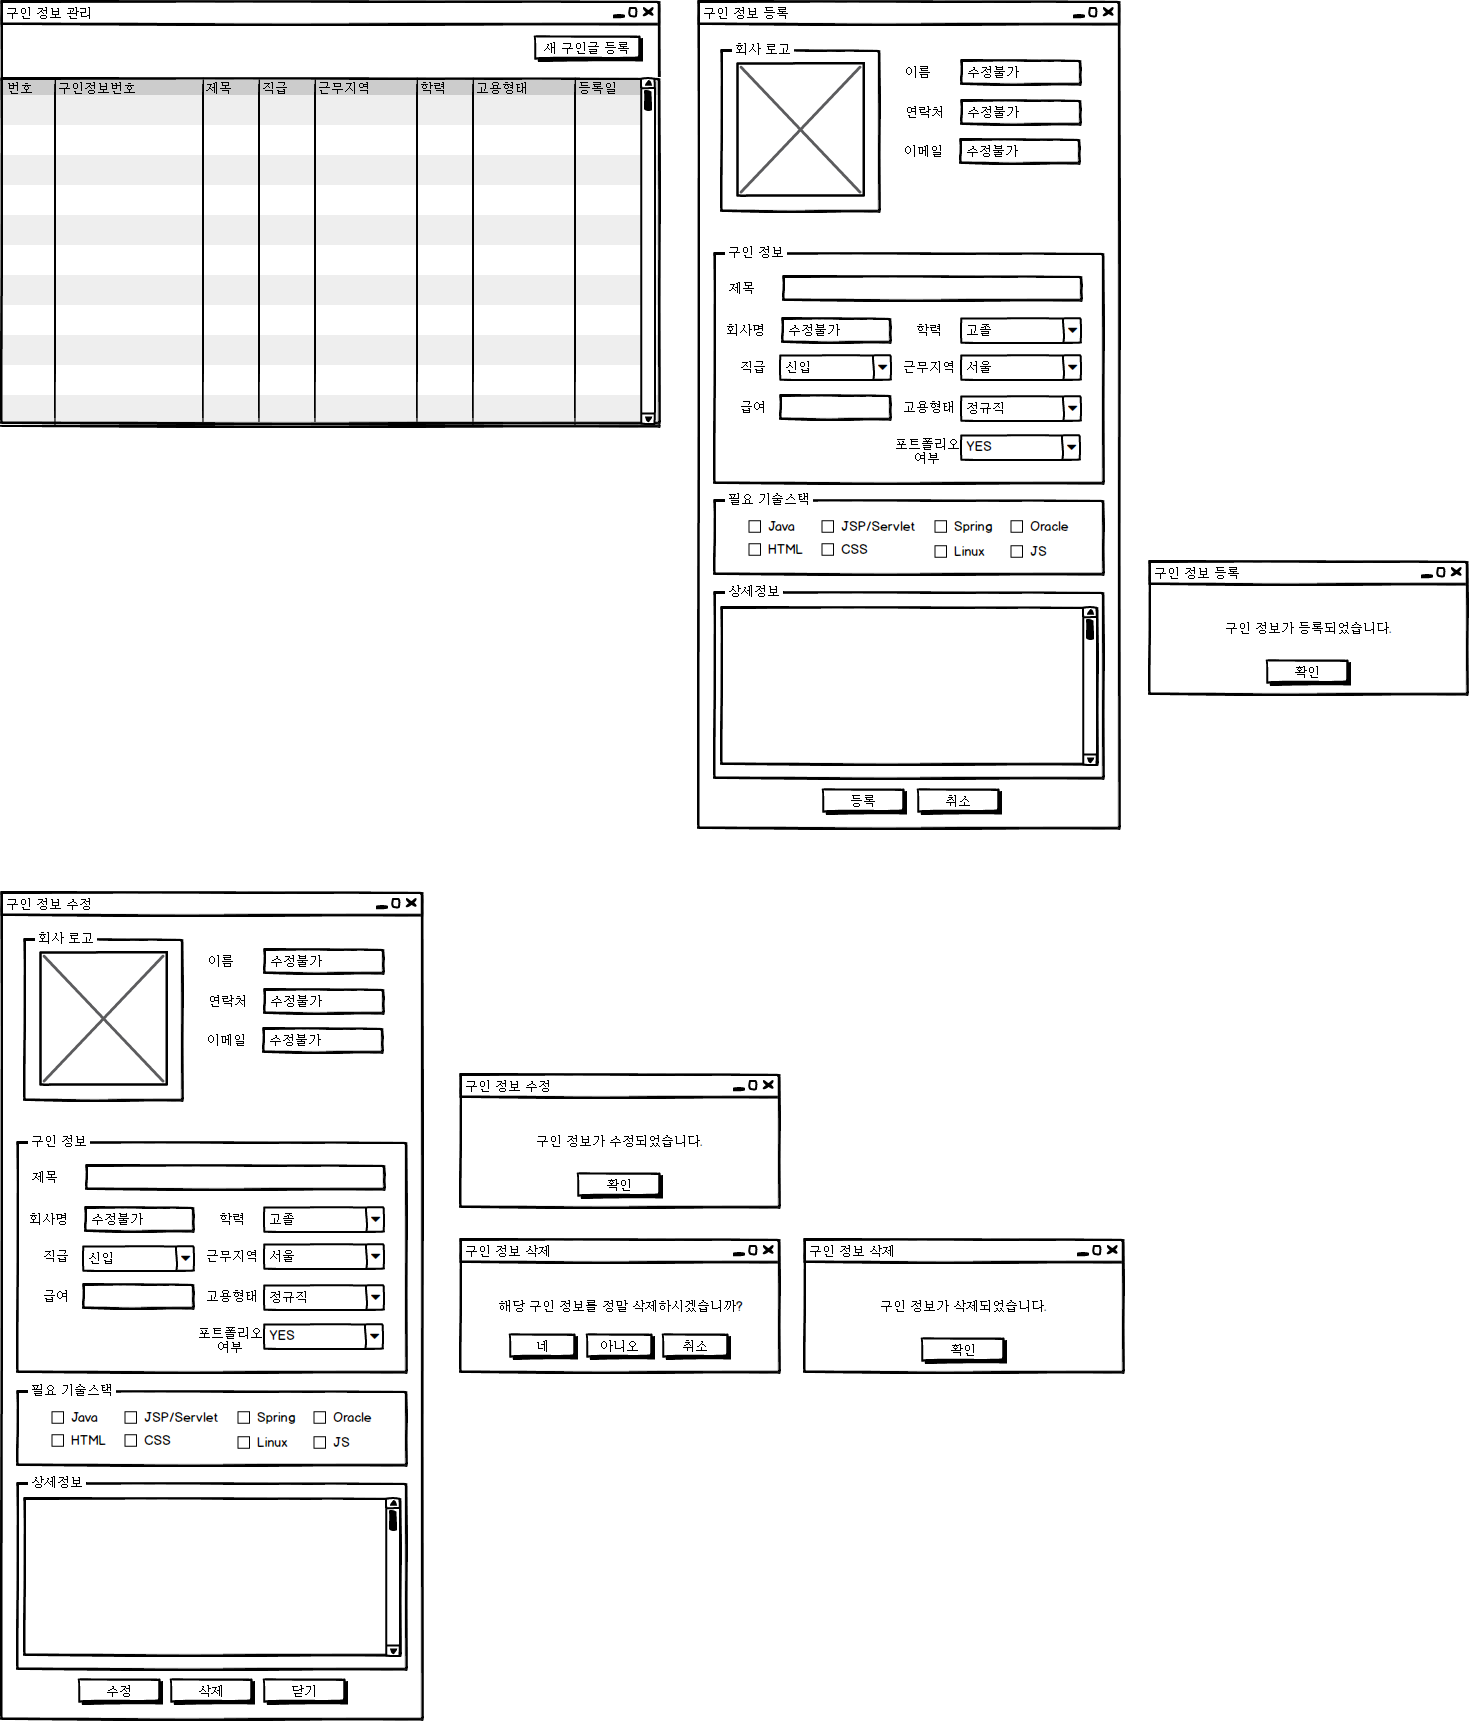 구인 정보 관리
새 구인글 등록
번호 구인정보번호 제목 직급 근무지역 학력 고용형태 등록일
구인 정보 등록
회사 로고
이름 수정불가
연락처 수정불가
이메일 수정불가
구인 정보
제목
회사명 수정불가 학력 고졸
직급 신입 근무지역 서울
급여 고용형태 정규직
포트폴리오
여부 YES
필요 기술스택
Java JSP/Servlet Spring Oracle
HTML CSS Linux JS
상세정보
등록 취소
구인 정보 등록
구인 정보가 등록되었습니다.
확인
구인 정보 수정
회사 로고
이름 수정불가
연락처 수정불가
이메일 수정불가
구인 정보
제목
회사명 수정불가 학력 고졸
직급 신입 근무지역 서울
급여 고용형태 정규직
포트폴리오
여부 YES
필요 기술스택
Java JSP/Servlet Spring Oracle
HTML CSS Linux JS
상세정보
수정 삭제 닫기
구인 정보 수정
구인 정보가 수정되었습니다.
확인
구인 정보 삭제
해당 구인 정보를 정말 삭제하시겠습니까?
네 아니오 취소
구인 정보 삭제
구인 정보가 삭제되었습니다.
확인